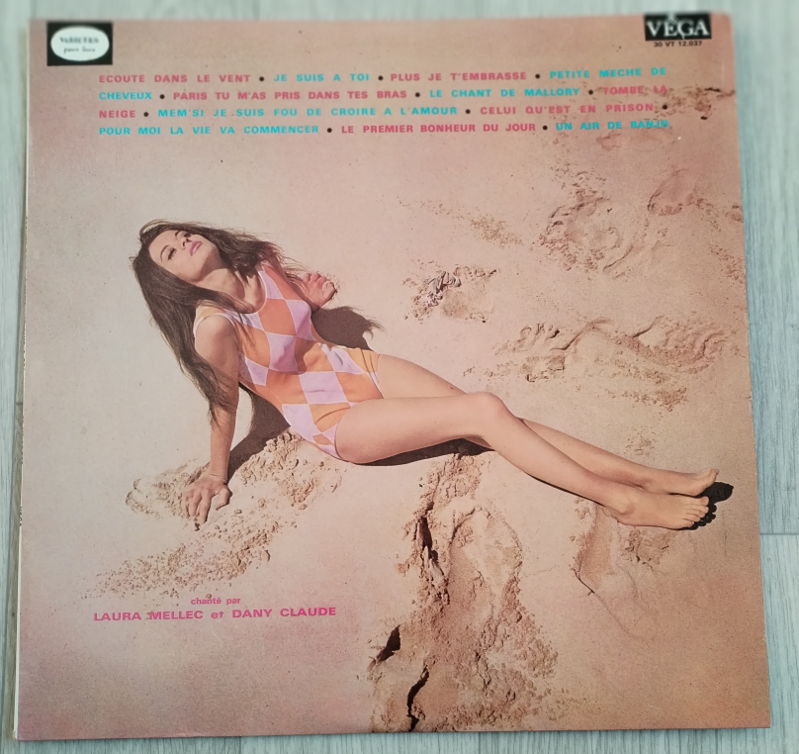 VARIETES
pour tous
VÉGA
30 VT 12.037
ECOUTE DANS LE VENT • JE SUIS A TOI • PLUS JE T'EMBRASSE • PETITE MECHE DE
CHEVEUX • PARIS TU M'AS PRIS DANS TES BRAS • LE CHANT DE MALLORY • TOMBE LA
NEIGE • MEM'SI JE SUIS FOU DE CROIRE A L'AMOUR • CELUI QU'EST EN PRISON •
POUR MOI LA VIE VA COMMENCER • LE PREMIER BONHEUR DU JOUR • UN AIR DE BANJO
chanté par
LAURA MELLEC et DANY CLAUDE